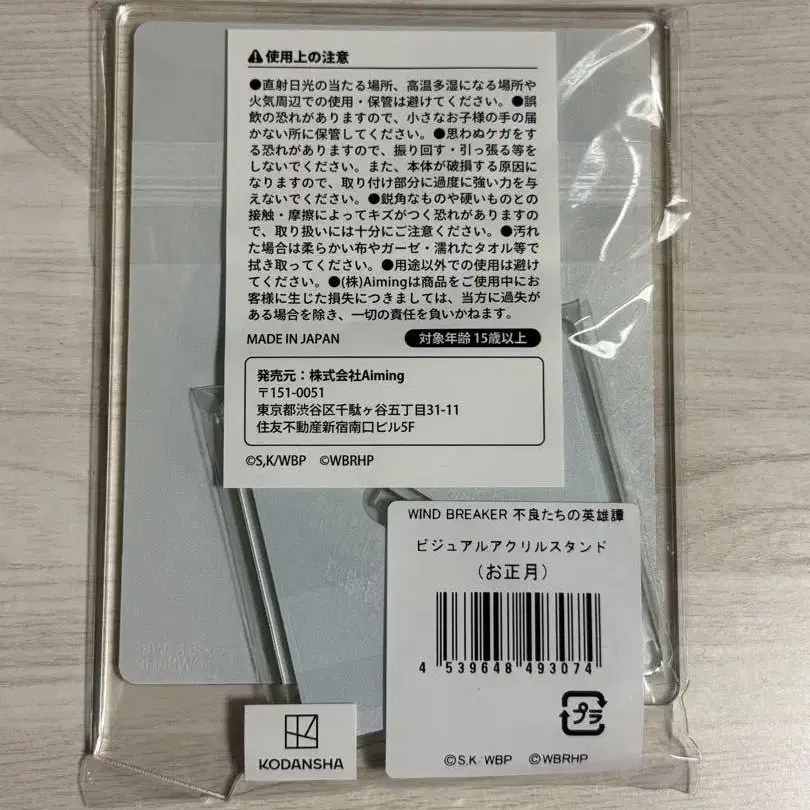 ⚠使用上の注意
●直射日光の当たる場所、高温多湿になる場所や
火気周辺での使用・保管は避けてください。●誤
飲の恐れがありますので、小さなお子様の手の届
かない所に保管してください。●思わぬケガをす
る恐れがありますので、振り回す・引っ張る等を
しないでください。また、本体が破損する原因に
なりますので、取り付け部分に過度に強い力を与
えないでください。●鋭角なものや硬いものとの
接触・摩擦によってキズがつく恐れがありますの
で、取り扱いには十分にご注意ください。●汚れ
た場合は柔らかい布やガーゼ・濡れたタオル等で
拭き取ってください。●用途以外での使用は避け
てください。●(株)Aimingは商品をご使用中にお
客様に生じた損失につきましては、当方に過失が
ある場合を除き、一切の責任を負いかねます。
MADE IN JAPAN 対象年齢 15歳以上
発売元：株式会社Aiming
〒151-0051
東京都渋谷区千駄ヶ谷五丁目31-11
住友不動産新宿南口ビル5F
©S,K/WBP ©WBRHP
WIND BREAKER 不良たちの英雄譚
ビジュアルアクリルスタンド
(お正月)
4 539648 493074
プラ
©S.K/WBP ©WBRHP
KODANSHA